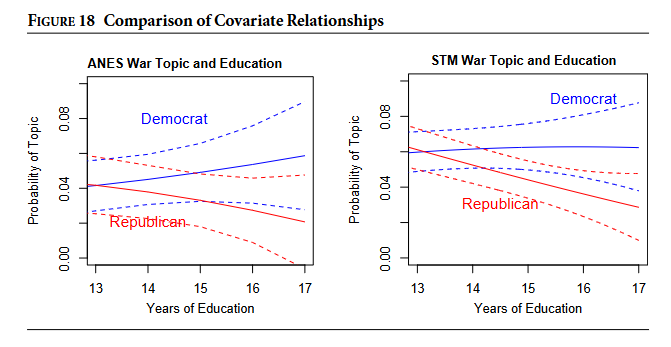 FIGURE 18 Comparison of Covariate Relationships
ANES War Topic and Education
Probability of Topic
0.08
0.04
0.00
Democrat
Republican
13 14 15 16 17
Years of Education
STM War Topic and Education
Probability of Topic
0.08
0.04
0.00
Democrat
Republican
13 14 15 16 17
Years of Education